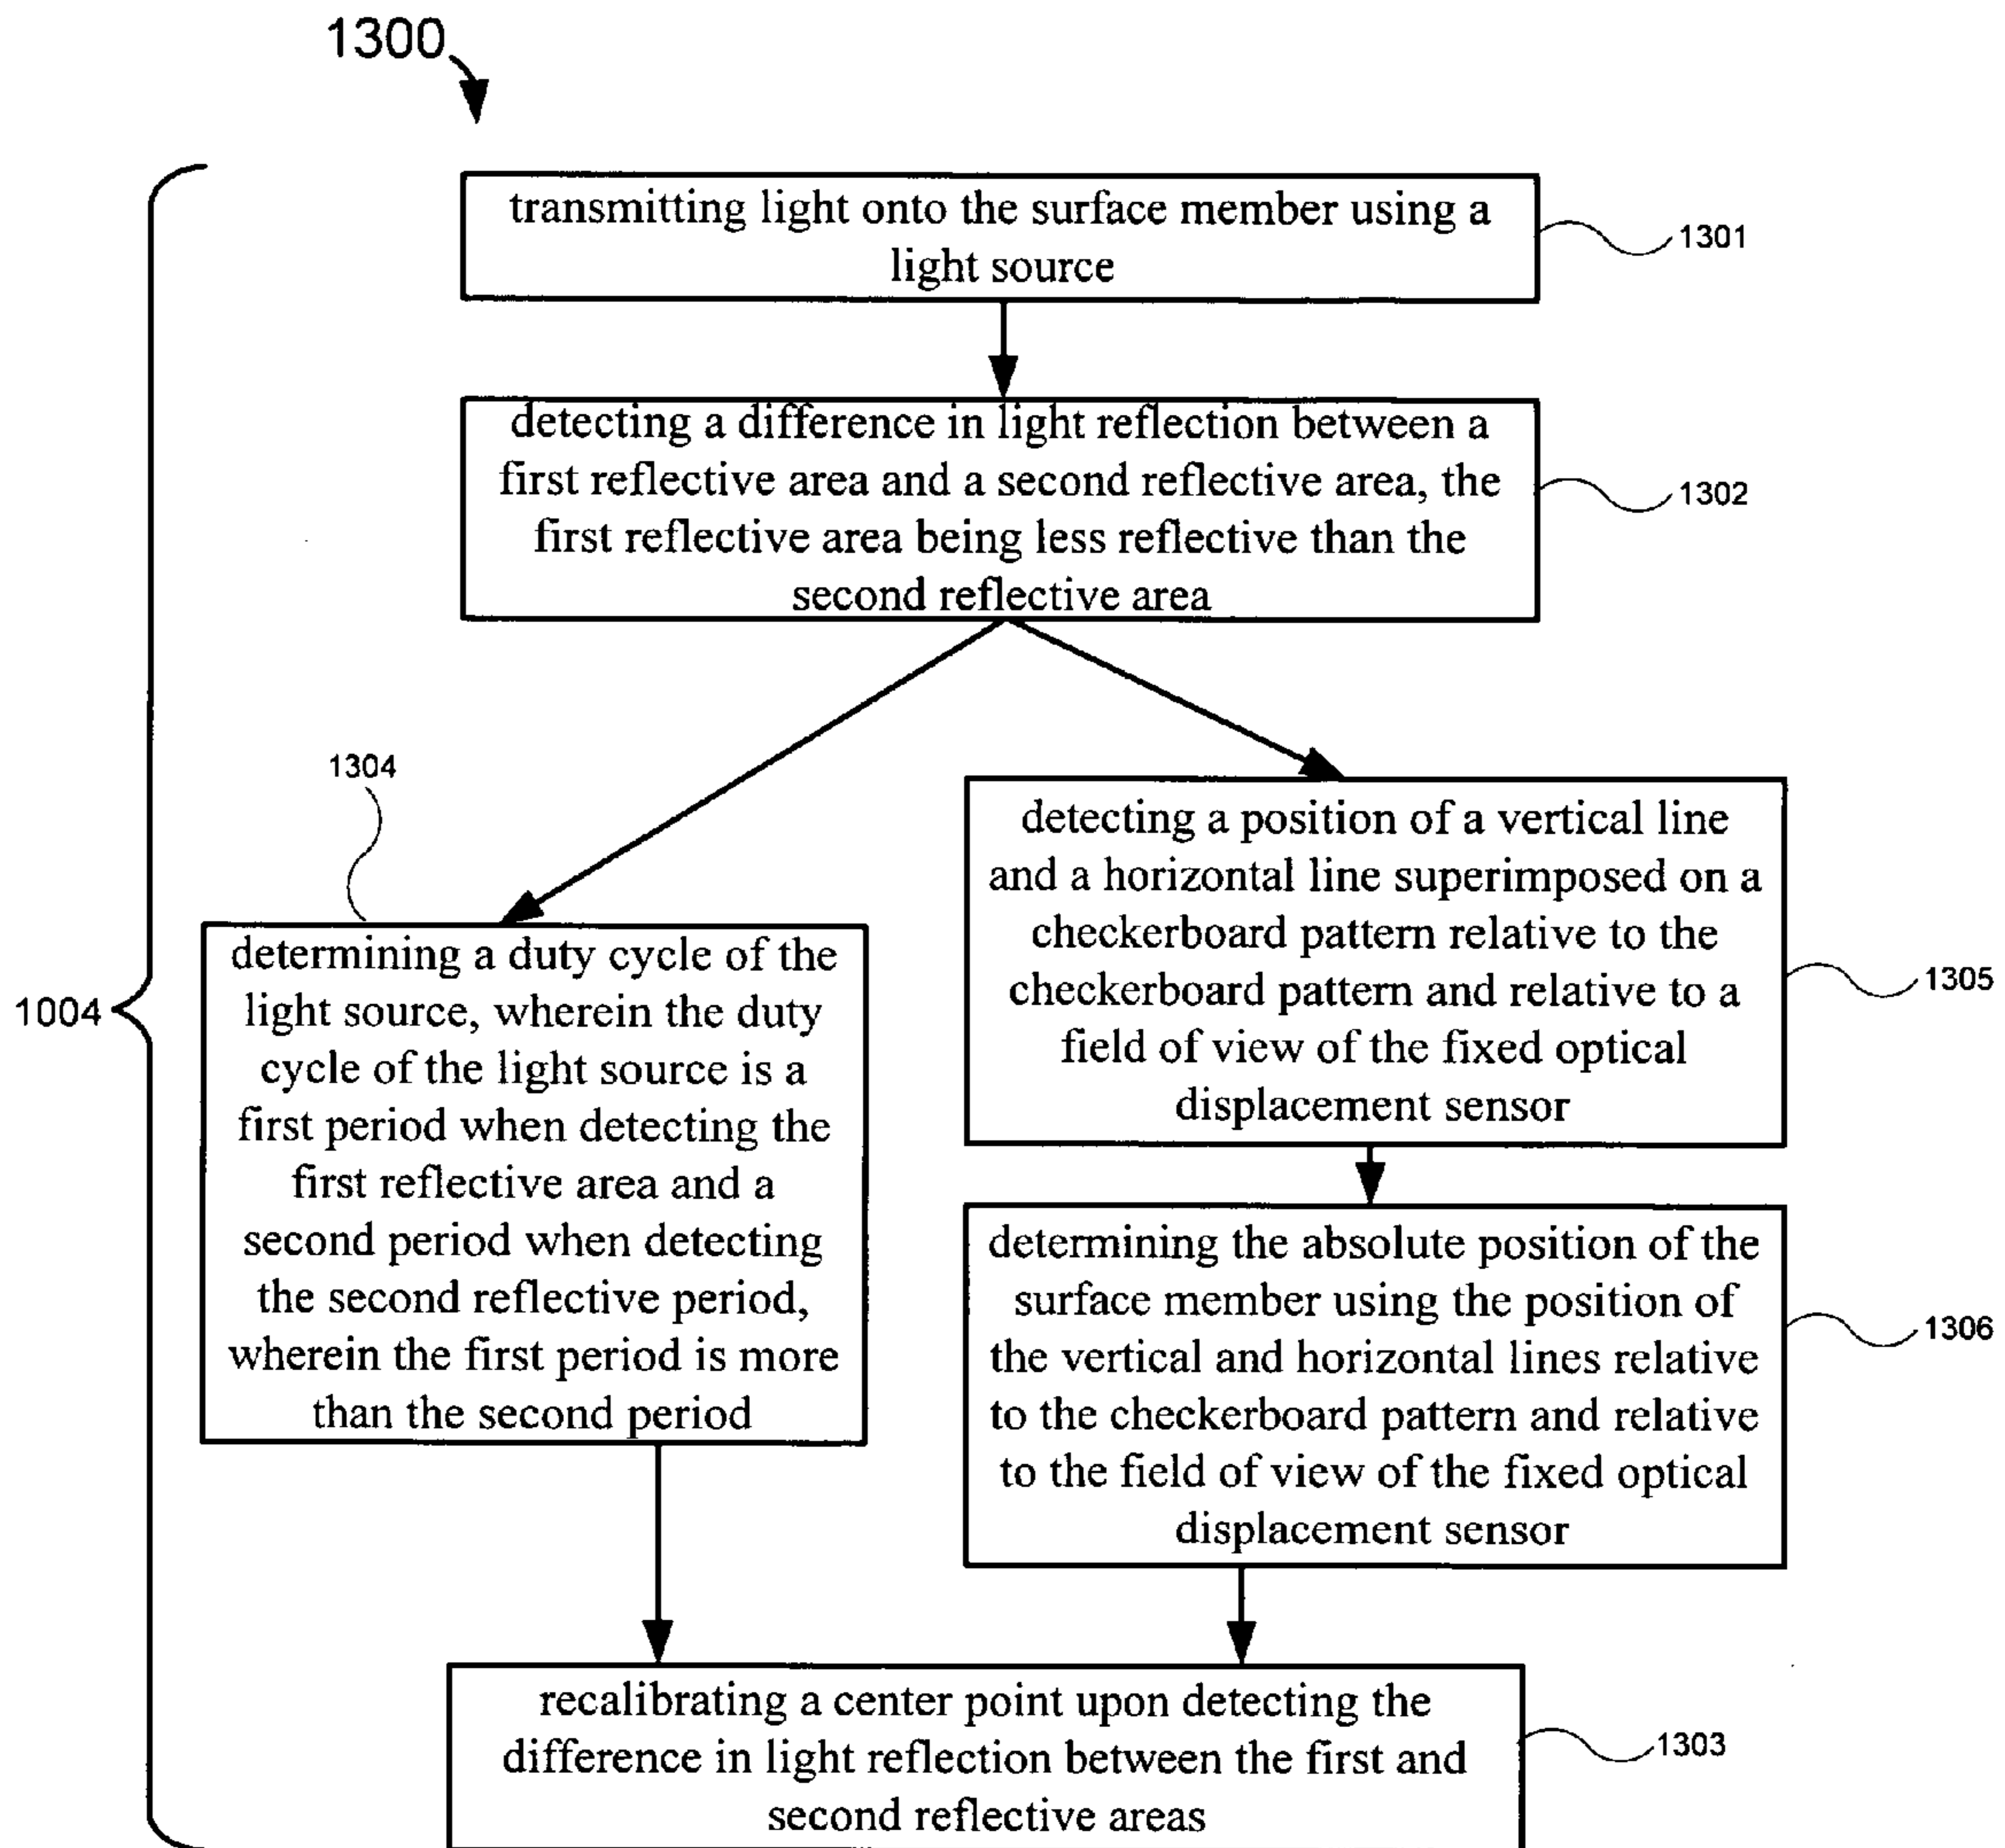 1300
transmitting light onto the surface member using a
light source
1301
detecting a difference in light reflection between a
first reflective area and a second reflective area, the
first reflective area being less reflective than the
second reflective area
1302
1304
determining a duty cycle of the
light source, wherein the duty
cycle of the light source is a
first period when detecting the
first reflective area and a
second period when detecting
the second reflective period,
wherein the first period is more
than the second period
detecting a position of a vertical line
and a horizontal line superimposed on a
checkerboard pattern relative to the
checkerboard pattern and relative to a
field of view of the fixed optical
displacement sensor
1305
1004
determining the absolute position of the
surface member using the position of
the vertical and horizontal lines relative
to the checkerboard pattern and relative
to the field of view of the fixed optical
displacement sensor
1306
recalibrating a center point upon detecting the
difference in light reflection between the first and
second reflective areas
1303